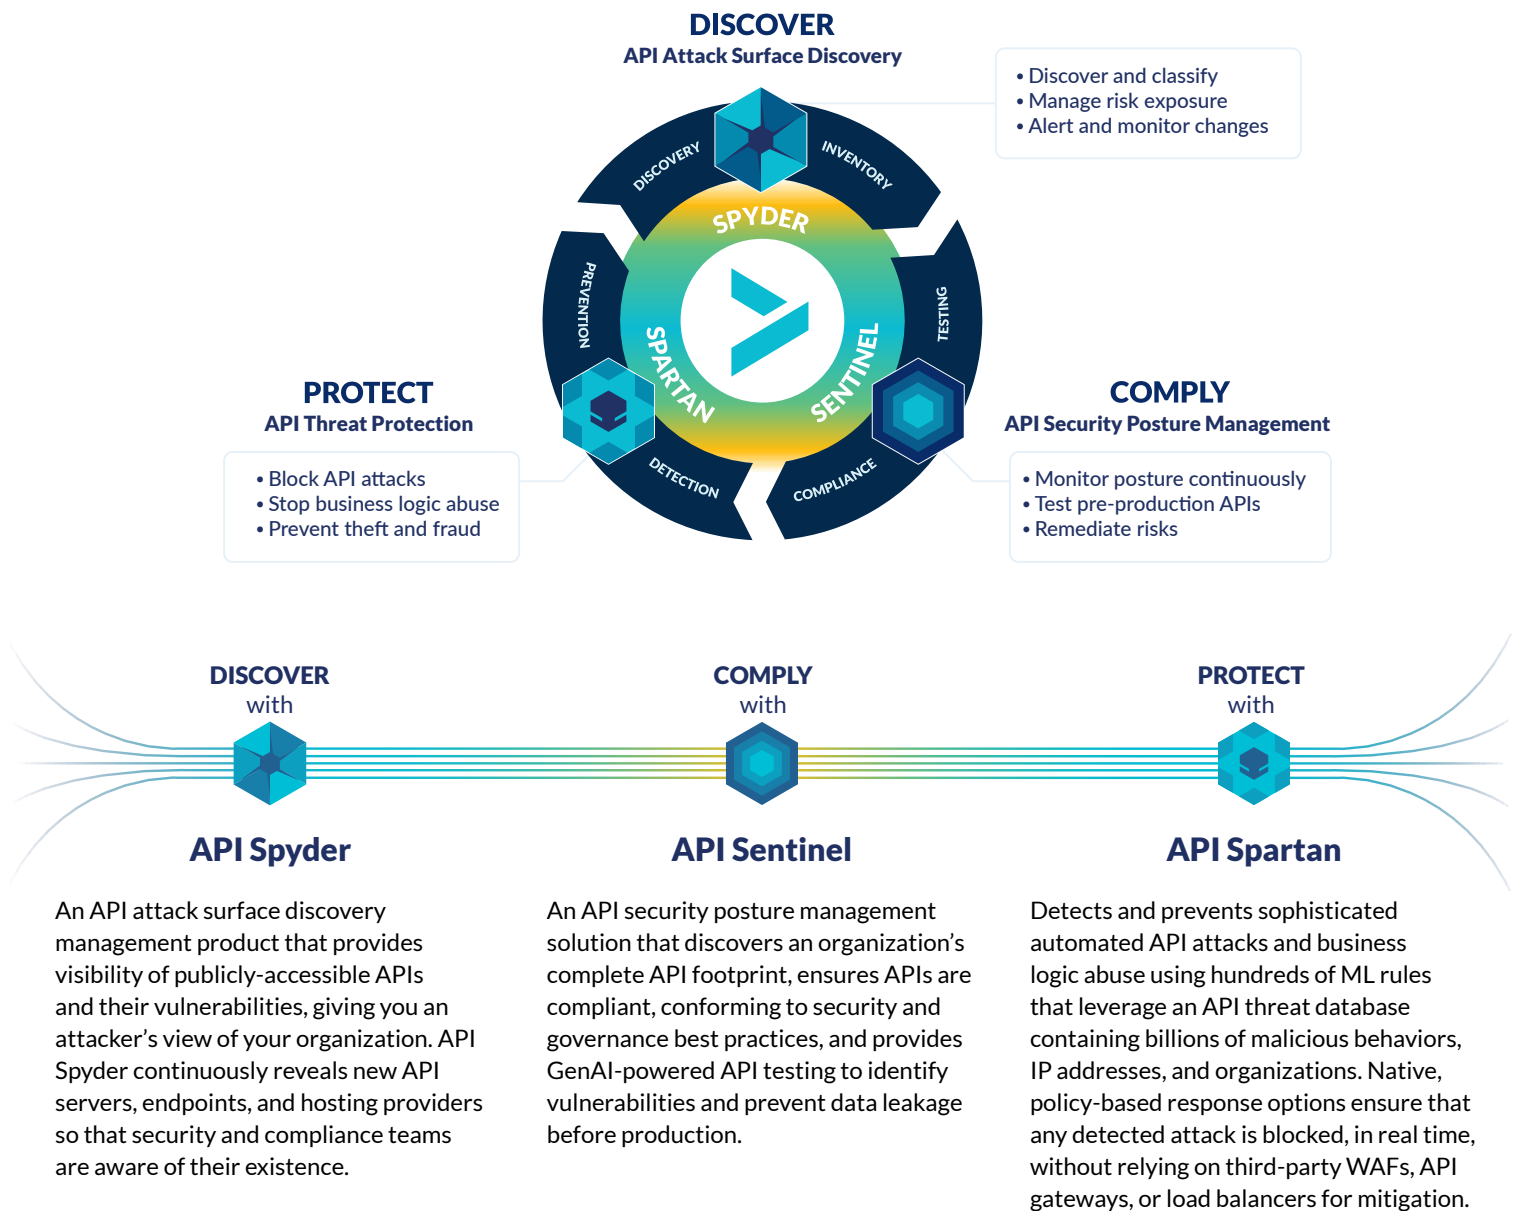 DISCOVER
API Attack Surface Discovery
• Discover and classify
• Manage risk exposure
• Alert and monitor changes
DISCOVERY
INVENTORY
SPYDER
PREVENTION
TESTING
SPARTAN
SENTINEL
PROTECT
API Threat Protection
• Block API attacks
• Stop business logic abuse
• Prevent theft and fraud
COMPLY
API Security Posture Management
• Monitor posture continuously
• Test pre-production APIs
• Remediate risks
DETECTION
COMPLIANCE
DISCOVER
with
API Spyder
An API attack surface discovery
management product that provides
visibility of publicly-accessible APIs
and their vulnerabilities, giving you an
attacker’s view of your organization. API
Spyder continuously reveals new API
servers, endpoints, and hosting providers
so that security and compliance teams
are aware of their existence.
COMPLY
with
API Sentinel
An API security posture management
solution that discovers an organization’s
complete API footprint, ensures APIs are
compliant, conforming to security and
governance best practices, and provides
GenAI-powered API testing to identify
vulnerabilities and prevent data leakage
before production.
PROTECT
with
API Spartan
Detects and prevents sophisticated
automated API attacks and business
logic abuse using hundreds of ML rules
that leverage an API threat database
containing billions of malicious behaviors,
IP addresses, and organizations. Native,
policy-based response options ensure that
any detected attack is blocked, in real time,
without relying on third-party WAFs, API
gateways, or load balancers for mitigation.